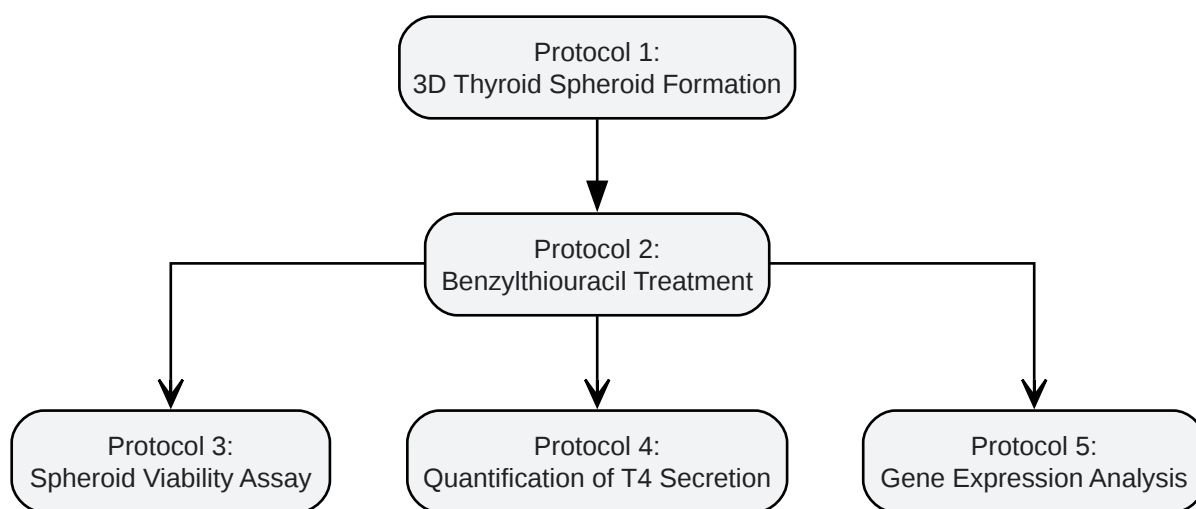 Protocol 1:
3D Thyroid Spheroid Formation
Protocol 2:
Benzylthiouracil Treatment
Protocol 3:
Spheroid Viability Assay
Protocol 4:
Quantification of T4 Secretion
Protocol 5:
Gene Expression Analysis